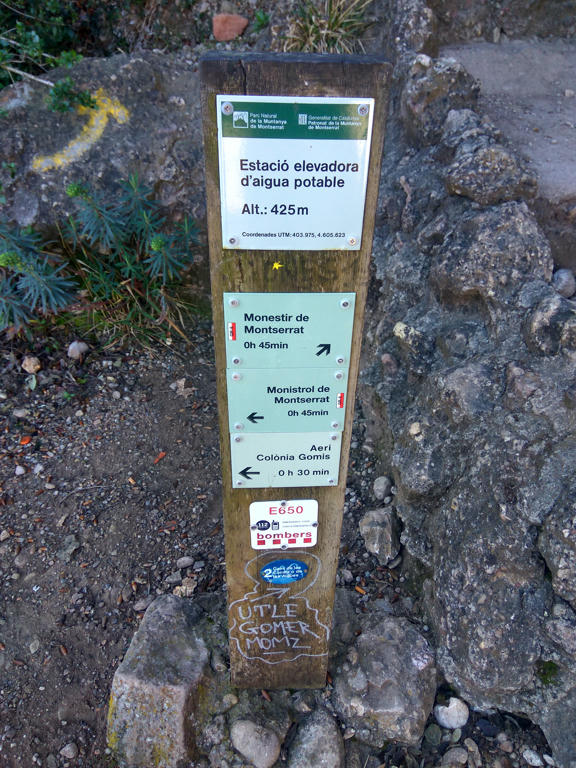 Parc Natural
de la Muntanya
de Montserrat
Generalitat de Catalunya
Patronat de la Muntanya
de Montserrat
Estació elevadora
d'aigua potable
Alt.: 425m
Coordenades UTM: 403.975, 4.605.623
Monestir de
Montserrat
0h 45min
Monistrol de
Montserrat
0h 45min
Aeri
Colònia Gomis
0 h 30 min
E650
112
bombers
2
UTLE
GOMER
MOMZ